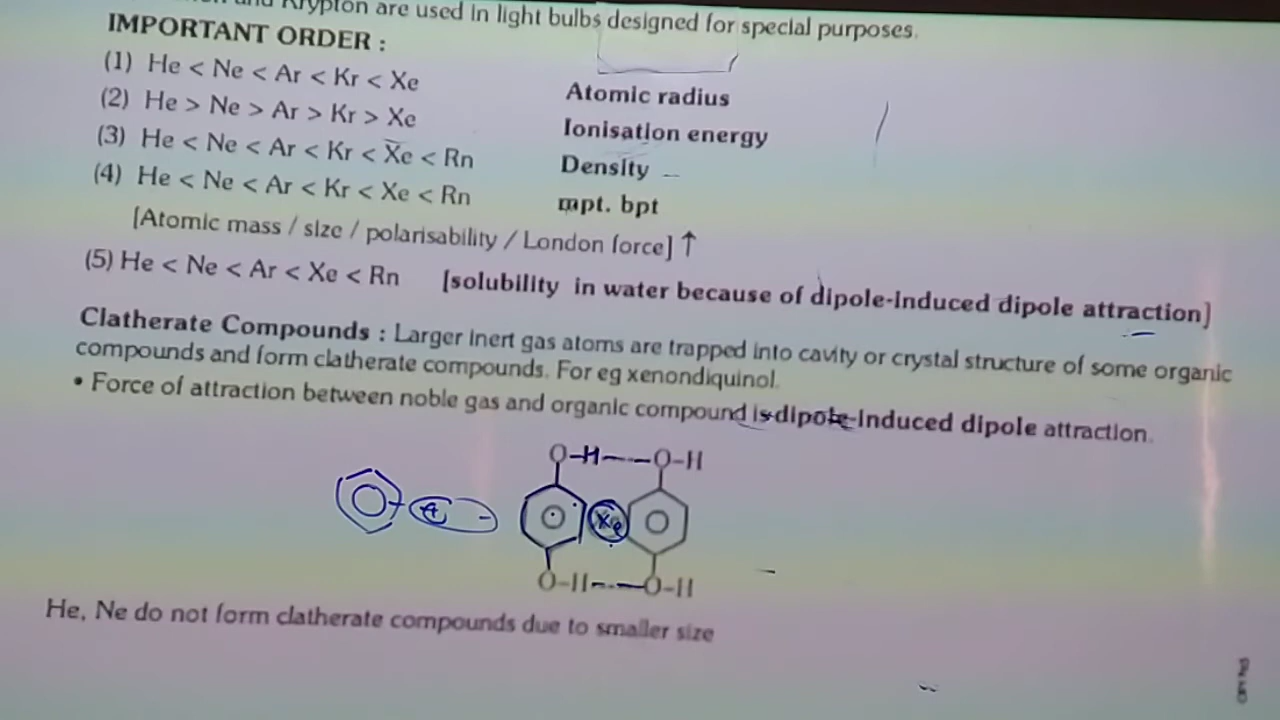 Krypton are used in light bulbs designed for special purposes.
IMPORTANT ORDER :
(1) He < Ne < Ar < Kr < Xe Atomic radius
(2) He > Ne > Ar > Kr > Xe Ionisation energy
(3) He < Ne < Ar < Kr < Xe < Rn Density
(4) He < Ne < Ar < Kr < Xe < Rn mpt. bpt
[Atomic mass / size / polarisability / London force] ↑
(5) He < Ne < Ar < Xe < Rn [solubility in water because of dipole-induced dipole attraction]
Clatherate Compounds : Larger inert gas atoms are trapped into cavity or crystal structure of some organic
compounds and form clatherate compounds. For eg xenondiquinol.
• Force of attraction between noble gas and organic compound is dipole-induced dipole attraction.
O-H----O-H
+ - Xe
O-H----O-H
He, Ne do not form clatherate compounds due to smaller size